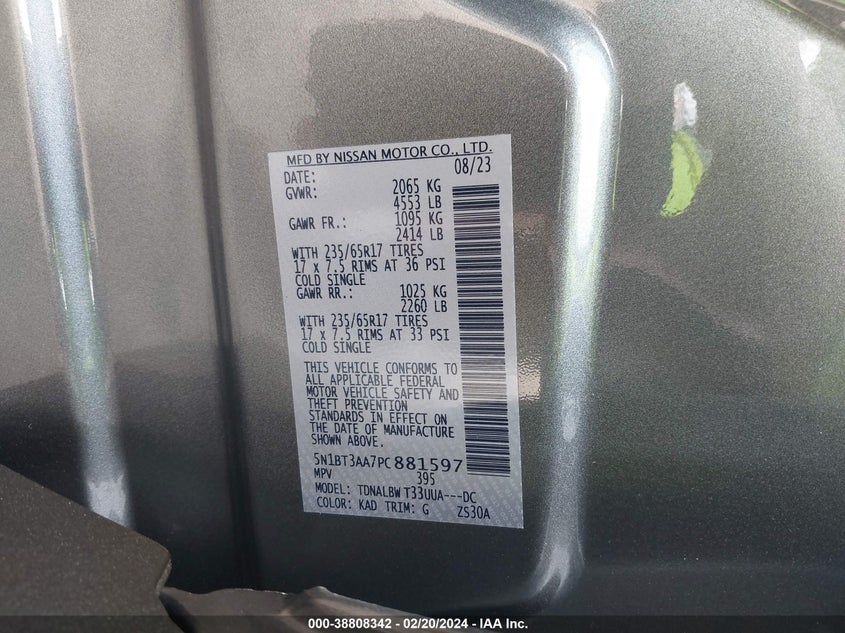 MFD BY NISSAN MOTOR CO., LTD.
DATE: 08/23
GVWR: 2065 KG
4553 LB
GAWR FR.: 1095 KG
2414 LB
WITH 235/65R17 TIRES
17 x 7.5 RIMS AT 36 PSI
COLD SINGLE
GAWR RR.: 1025 KG
2260 LB
WITH 235/65R17 TIRES
17 x 7.5 RIMS AT 33 PSI
COLD SINGLE
THIS VEHICLE CONFORMS TO
ALL APPLICABLE FEDERAL
MOTOR VEHICLE SAFETY AND
THEFT PREVENTION
STANDARDS IN EFFECT ON
THE DATE OF MANUFACTURE
SHOWN ABOVE.
5N1BT3AA7PC881597
MPV 395
MODEL: TDNALBW T33UUA---DC
COLOR: KAD TRIM: G ZS30A
000-38808342 - 02/20/2024 - IAA Inc.